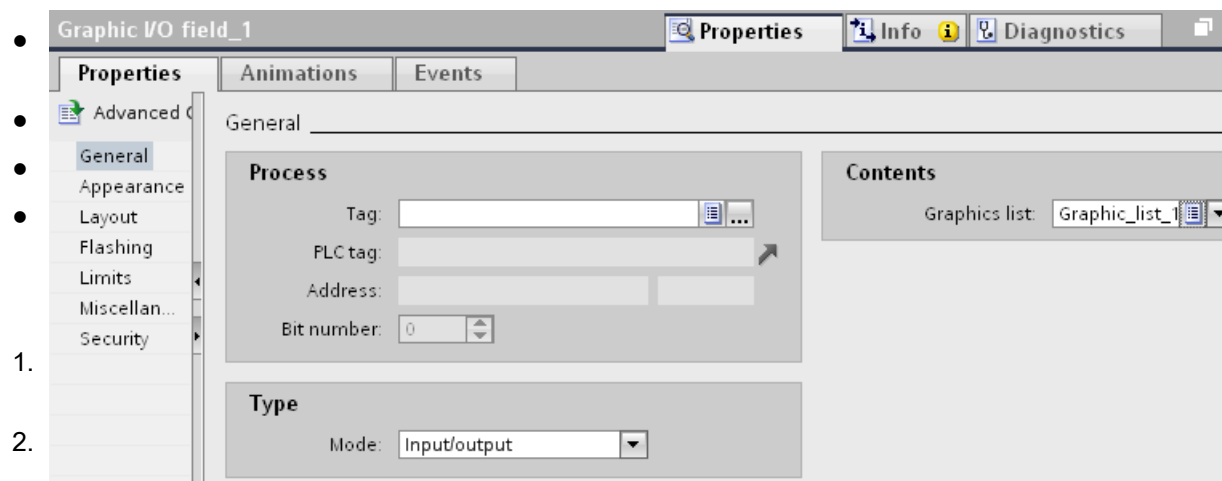 Graphic I/O field_1
Properties
Info
Diagnostics
Properties
Animations
Events
Advanced
General
Appearance
Layout
Flashing
Limits
Miscellan...
Security
General
Process
Tag:
...
PLC tag:
Address:
Bit number: 0
Type
Mode: Input/output
Contents
Graphics list: Graphic_list_1
1.
2.